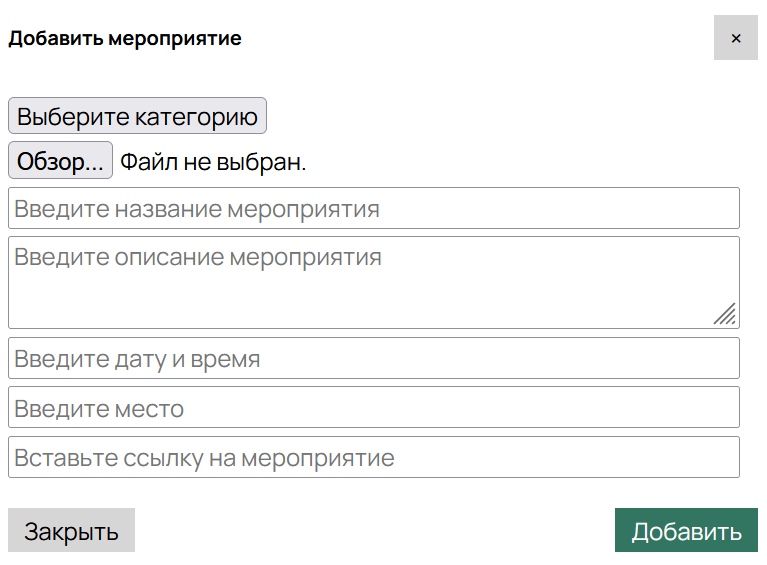 Добавить мероприятие ×
Выберите категорию
Обзор... Файл не выбран.
Введите название мероприятия
Введите описание мероприятия
Введите дату и время
Введите место
Вставьте ссылку на мероприятие
Закрыть Добавить